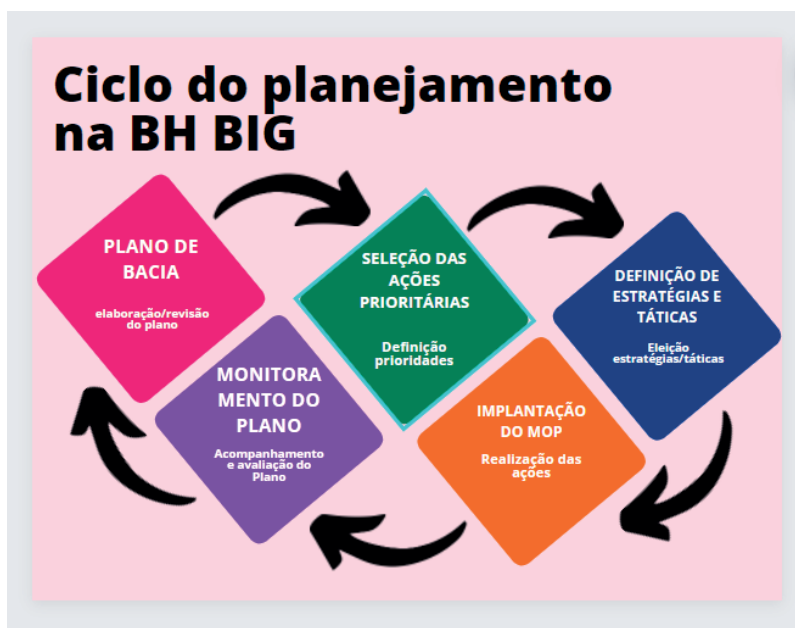 Ciclo do planejamento
na BH BIG
PLANO DE
BACIA
elaboração/revisão
do plano
SELEÇÃO DAS
AÇÕES
PRIORITÁRIAS
Definição
prioridades
DEFINIÇÃO DE
ESTRATÉGIAS E
TÁTICAS
Eleição
estratégias/táticas
IMPLANTAÇÃO
DO MOP
Realização das
ações
MONITORA
MENTO DO
PLANO
Acompanhamento
e avaliação do
Plano